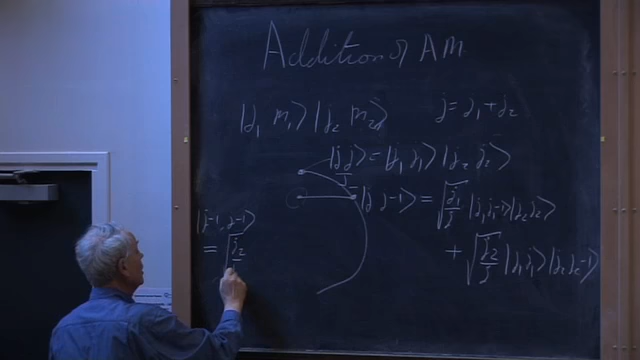 Addition of AM
|j₁ m₁⟩|j₂ m₂⟩ j = j₁ + j₂
|j j⟩ = |j₁ j₁⟩|j₂ j₂⟩
|j j-1⟩ = √(j₁/j) |j₁ j₁-1⟩|j₂ j₂⟩
+ √(j₂/j) |j₁ j₁⟩|j₂ j₂-1⟩
|j-1, j-1⟩
= √j₂